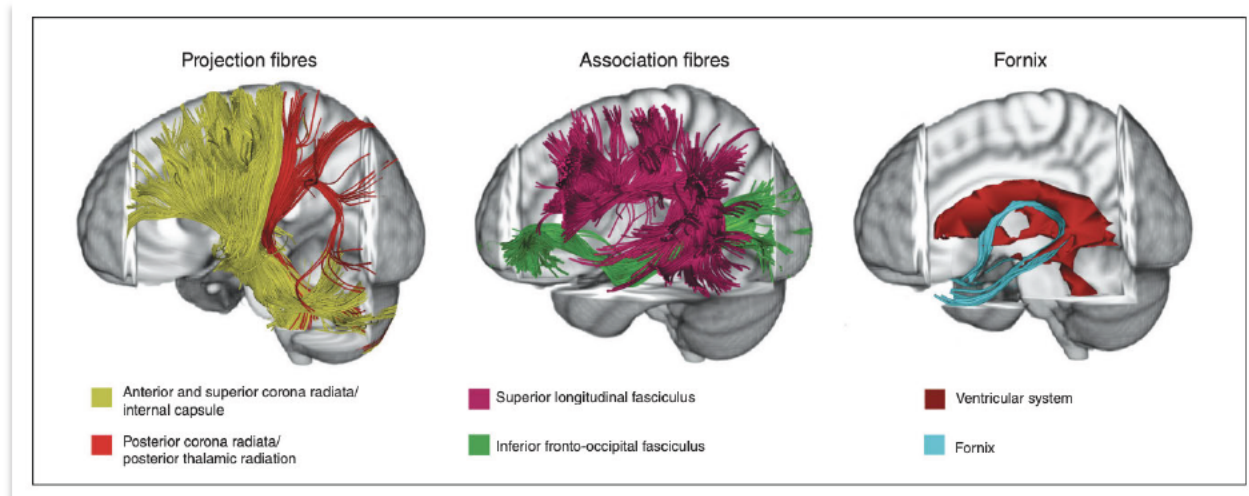 Projection fibres
Association fibres
Fornix
Anterior and superior corona radiata/
internal capsule
Posterior corona radiata/
posterior thalamic radiation
Superior longitudinal fasciculus
Inferior fronto-occipital fasciculus
Ventricular system
Fornix